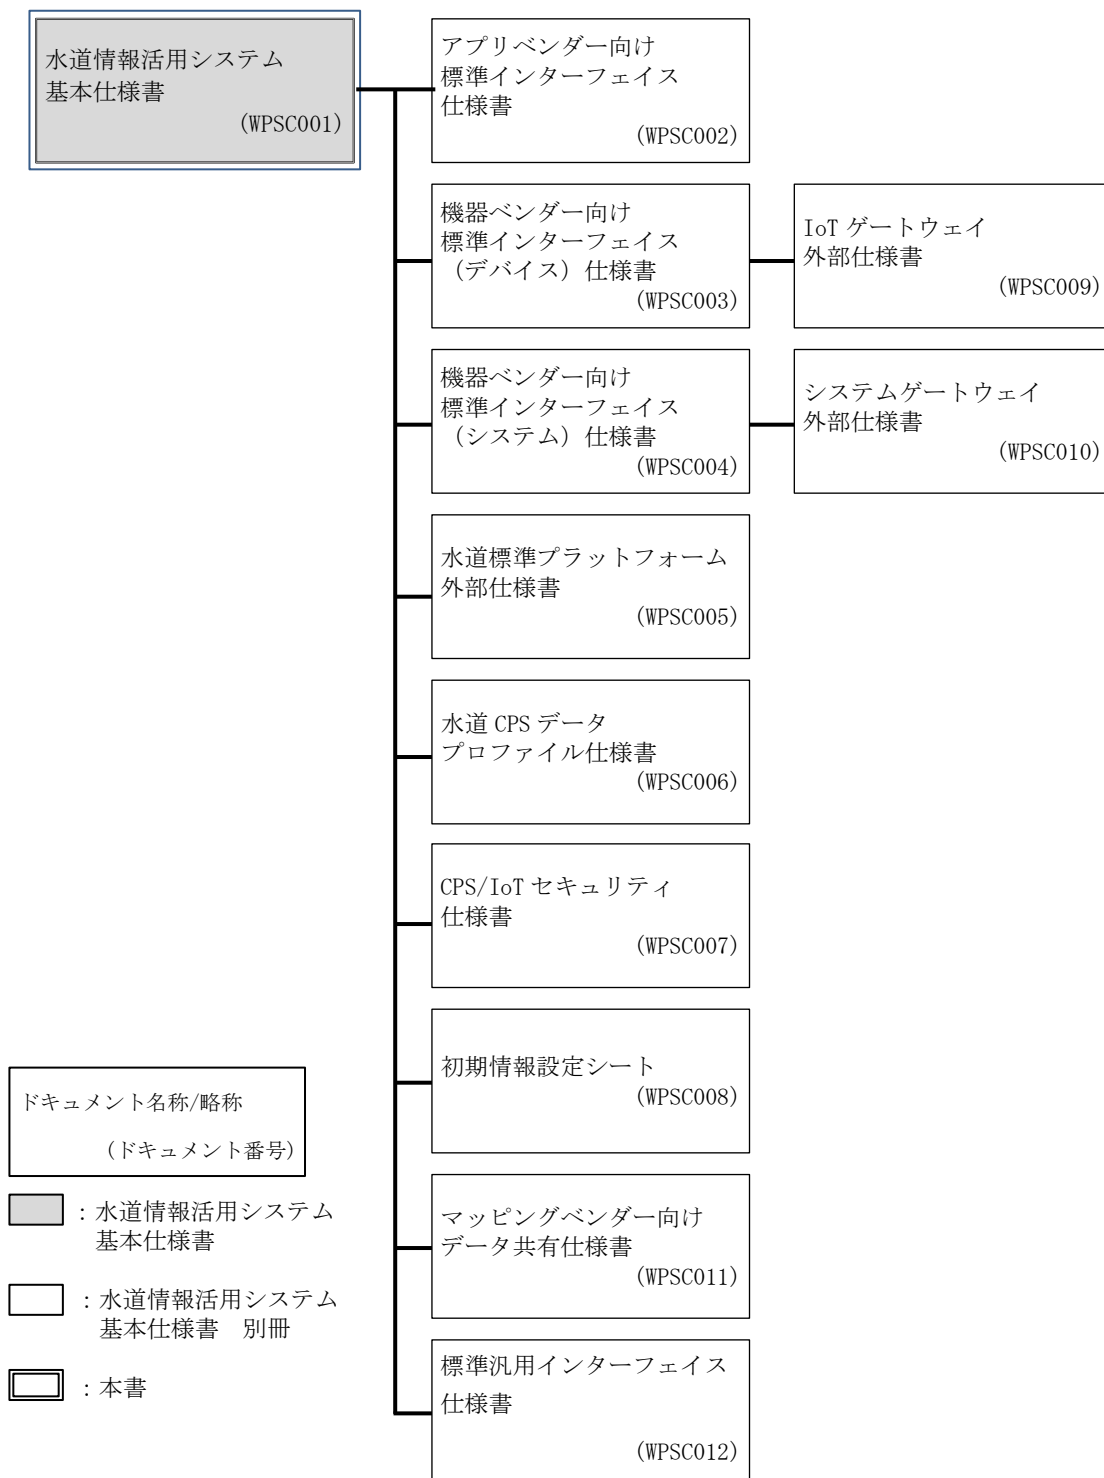 水道情報活用システム
基本仕様書
(WPSC001)
アプリベンダー向け
標準インターフェイス
仕様書
(WPSC002)
機器ベンダー向け
標準インターフェイス
（デバイス）仕様書
(WPSC003)
IoT ゲートウェイ
外部仕様書
(WPSC009)
機器ベンダー向け
標準インターフェイス
（システム）仕様書
(WPSC004)
システムゲートウェイ
外部仕様書
(WPSC010)
水道標準プラットフォーム
外部仕様書
(WPSC005)
水道 CPS データ
プロファイル仕様書
(WPSC006)
CPS/IoT セキュリティ
仕様書
(WPSC007)
初期情報設定シート
(WPSC008)
マッピングベンダー向け
データ共有仕様書
(WPSC011)
標準汎用インターフェイス
仕様書
(WPSC012)
ドキュメント名称/略称
(ドキュメント番号)
：水道情報活用システム
基本仕様書
：水道情報活用システム
基本仕様書　別冊
：本書